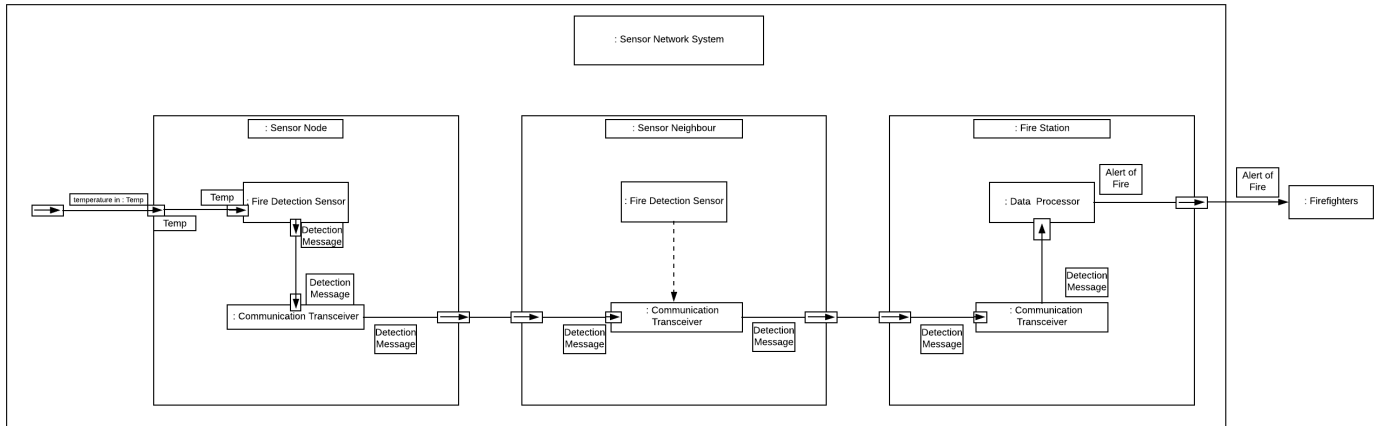 : Sensor Network System
: Sensor Node
: Sensor Neighbour
: Fire Station
temperature in : Temp
Temp
Temp
: Fire Detection Sensor
Detection
Message
Detection
Message
: Communication Transceiver
Detection
Message
: Fire Detection Sensor
Detection
Message
: Communication
Transceiver
Detection
Message
Detection
Message
: Communication
Transceiver
Detection
Message
: Data Processor
Alert of
Fire
Alert of
Fire
: Firefighters